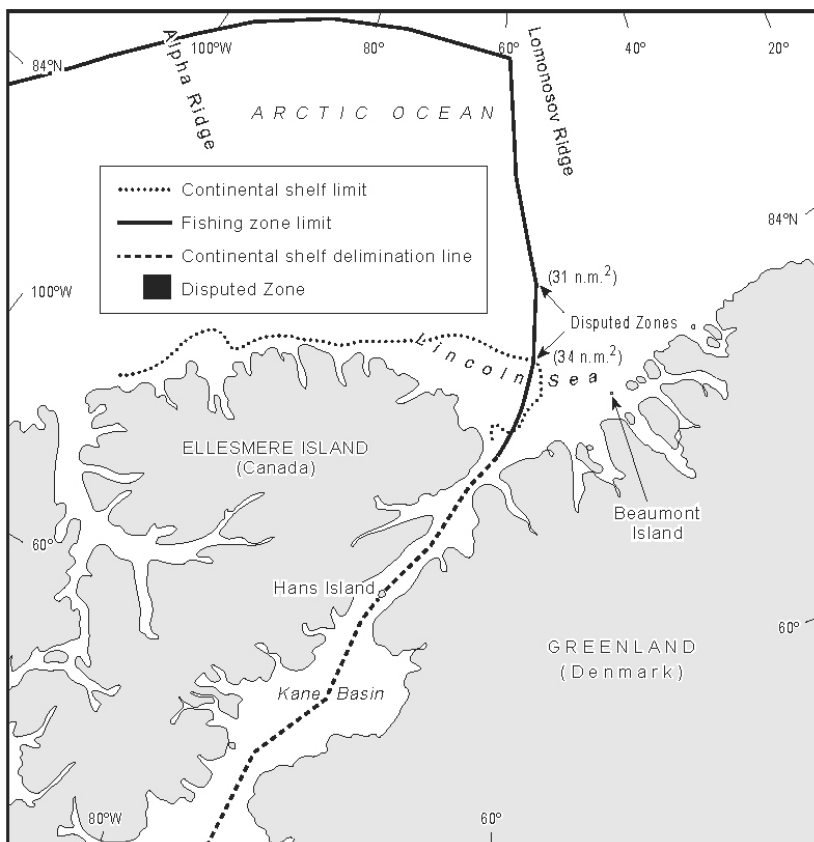 100°W
80°
60°
40°
20°
84°N
Alpha Ridge
Lomonosov Ridge
ARCTIC OCEAN
Continental shelf limit
Fishing zone limit
Continental shelf delimination line
Disputed Zone
84°N
100°W
(31 n.m.²)
Disputed Zones
(34 n.m.²)
Lincoln Sea
ELLESMERE ISLAND
(Canada)
Beaumont
Island
60°
Hans Island
60°
GREENLAND
(Denmark)
Kane Basin
80°W
60°